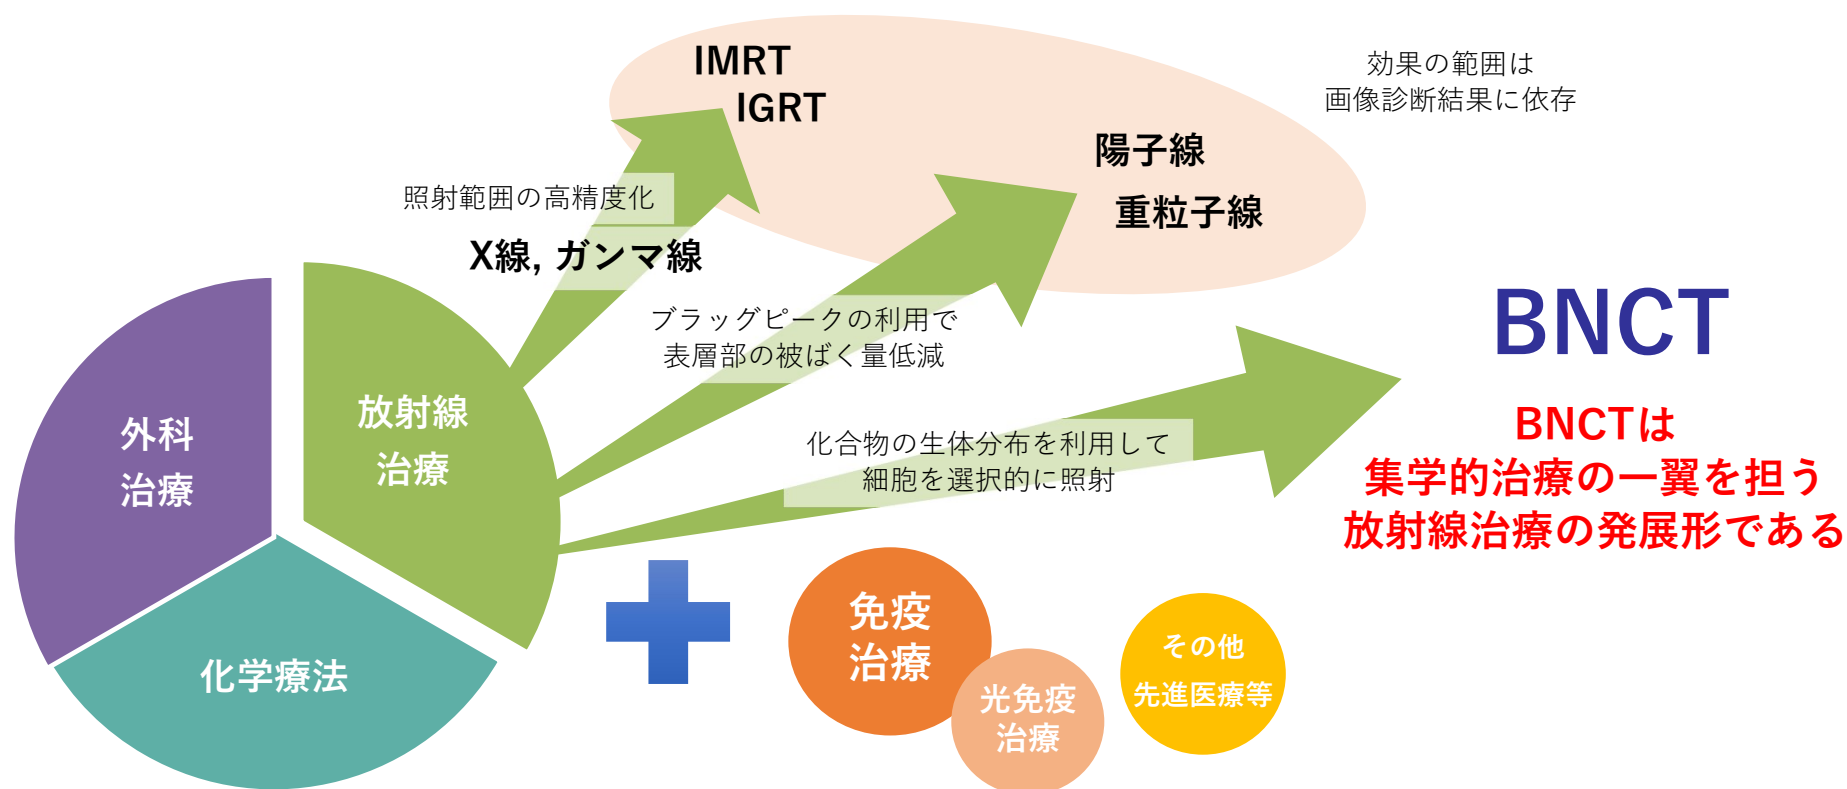 IMRT
IGRT
効果の範囲は
画像診断結果に依存
陽子線
重粒子線
照射範囲の高精度化
X線, ガンマ線
ブラッグピークの利用で
表層部の被ばく量低減
BNCT
BNCTは
集学的治療の一翼を担う
放射線治療の発展形である
化合物の生体分布を利用して
細胞を選択的に照射
放射線
治療
外科
治療
化学療法
免疫
治療
光免疫
治療
その他
先進医療等